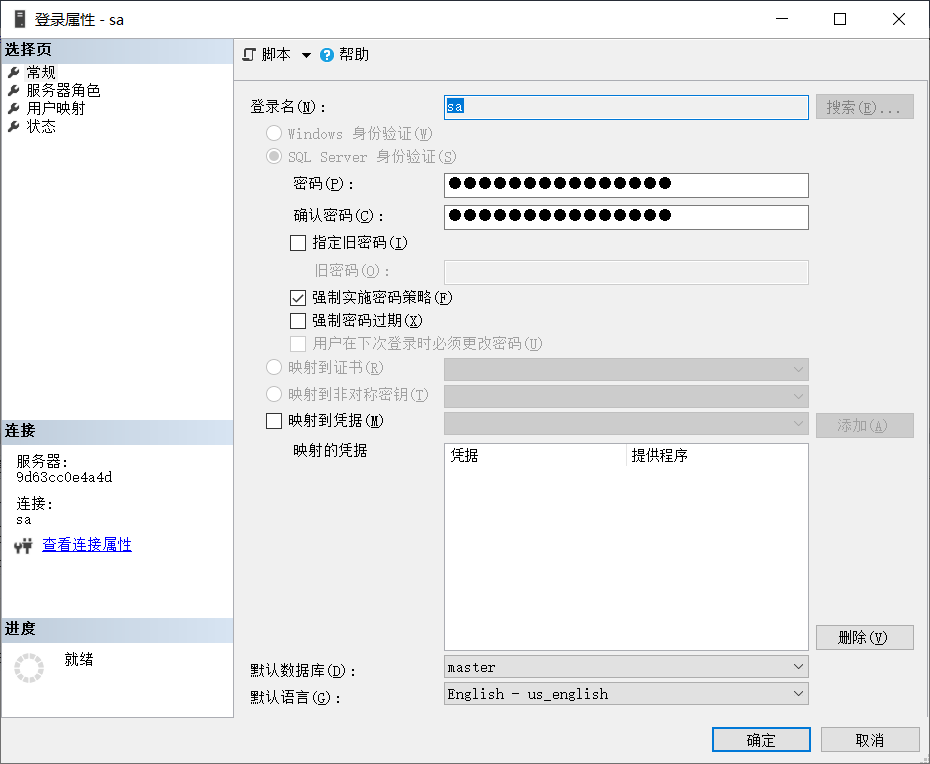 登录属性 - sa
选择页
常规
服务器角色
用户映射
状态
脚本
帮助
登录名(N):
sa
搜索(E)...
Windows 身份验证(W)
SQL Server 身份验证(S)
密码(P):
●●●●●●●●●●●●●●●
确认密码(C):
●●●●●●●●●●●●●●●
指定旧密码(I)
旧密码(O):
强制实施密码策略(F)
强制密码过期(X)
用户在下次登录时必须更改密码(U)
映射到证书(R)
映射到非对称密钥(T)
映射到凭据(M)
添加(A)
映射的凭据
凭据 提供程序
删除(V)
默认数据库(D):
master
默认语言(G):
English - us_english
连接
服务器:
9d63cc0e4a4d
连接:
sa
查看连接属性
进度
就绪
确定
取消